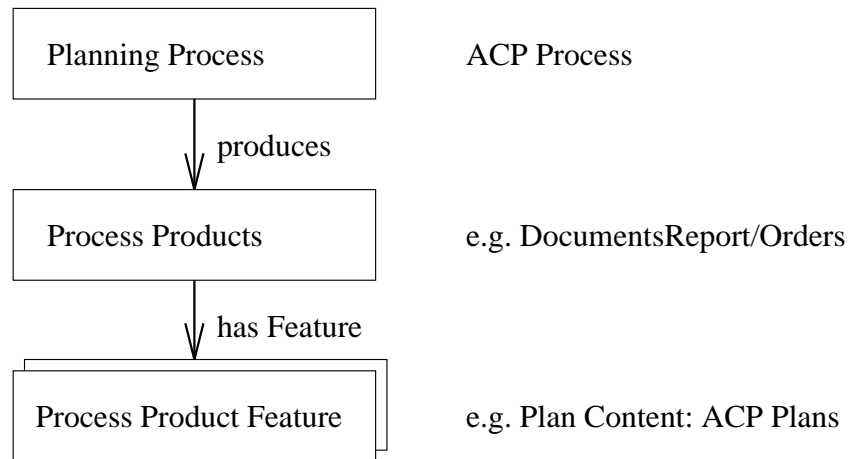 Planning Process
ACP Process
produces
Process Products
e.g. DocumentsReport/Orders
has Feature
Process Product Feature
e.g. Plan Content: ACP Plans